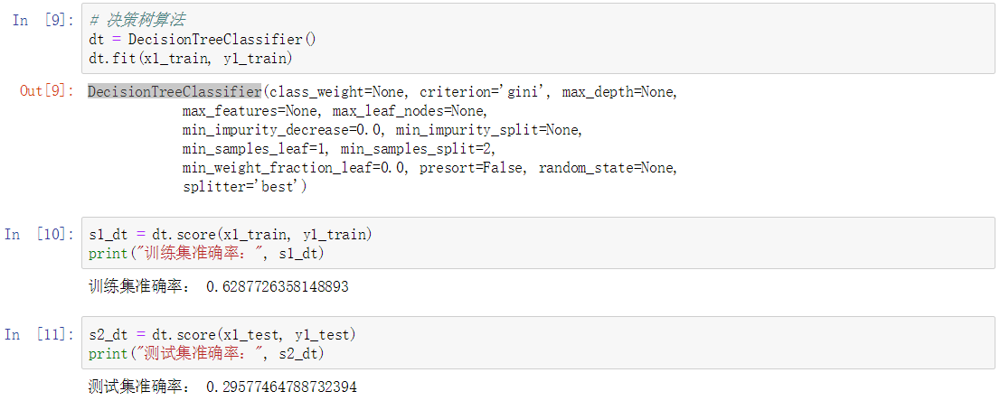 In [9]:
# 决策树算法
dt = DecisionTreeClassifier()
dt.fit(x1_train, y1_train)
Out[9]:
DecisionTreeClassifier(class_weight=None, criterion='gini', max_depth=None,
max_features=None, max_leaf_nodes=None,
min_impurity_decrease=0.0, min_impurity_split=None,
min_samples_leaf=1, min_samples_split=2,
min_weight_fraction_leaf=0.0, presort=False, random_state=None,
splitter='best')
In [10]:
s1_dt = dt.score(x1_train, y1_train)
print("训练集准确率：", s1_dt)
训练集准确率： 0.6287726358148893
In [11]:
s2_dt = dt.score(x1_test, y1_test)
print("测试集准确率：", s2_dt)
测试集准确率： 0.29577464788732394